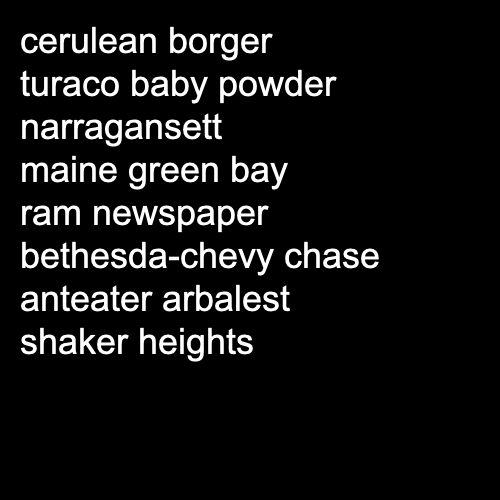 cerulean borger
turaco baby powder
narragansett
maine green bay
ram newspaper
bethesda-chevy chase
anteater arbalest
shaker heights